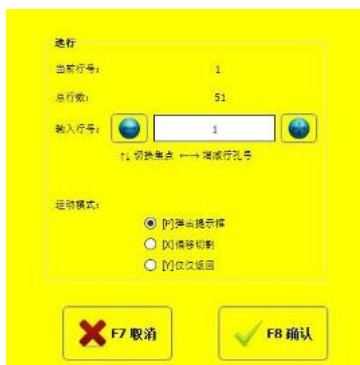 选行
当前行号: 1
总行数: 51
输入行号: 1
↑↓ 切换焦点 ←→ 增减行孔号
运动模式:
[P]弹出提示框
[X]偏移切割
[Y]仅仅返回
F7 取消
F8 确认